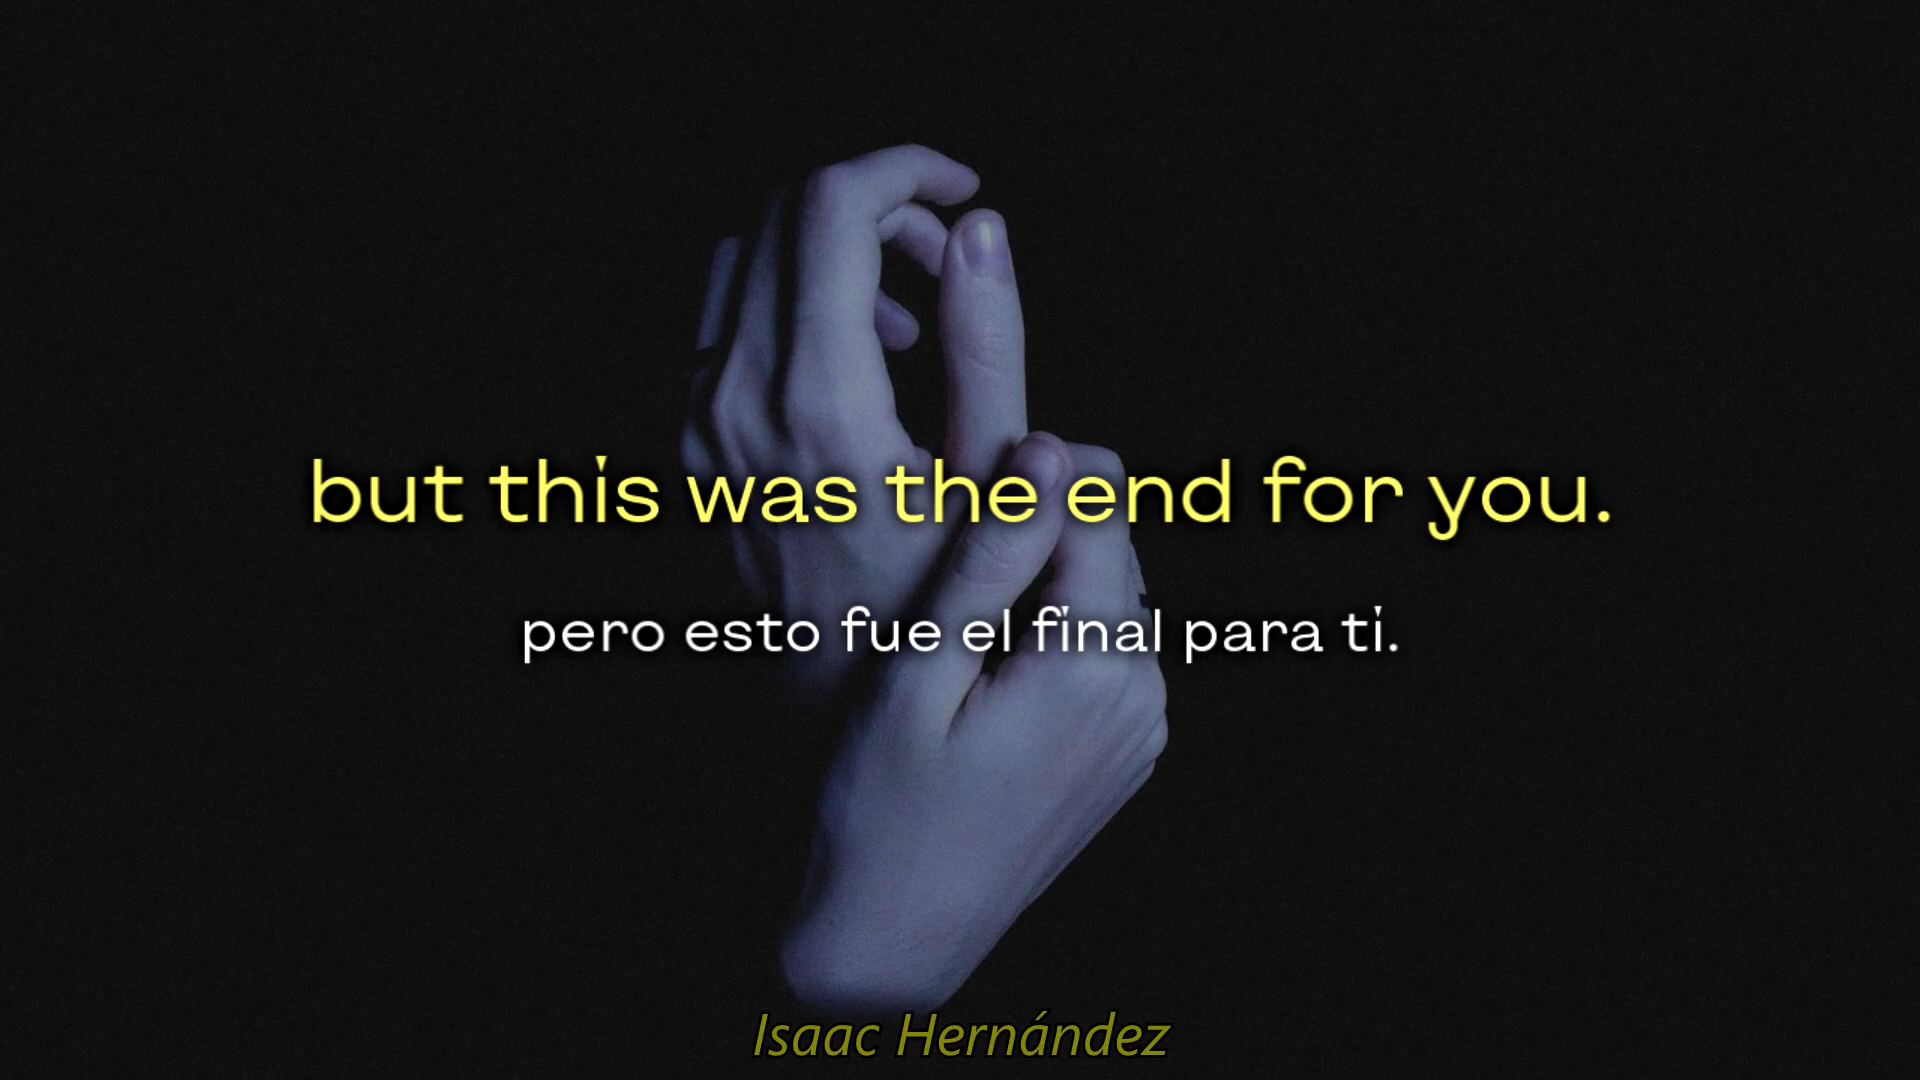 but this was the end for you.
pero esto fue el final para ti.
Isaac Hernández